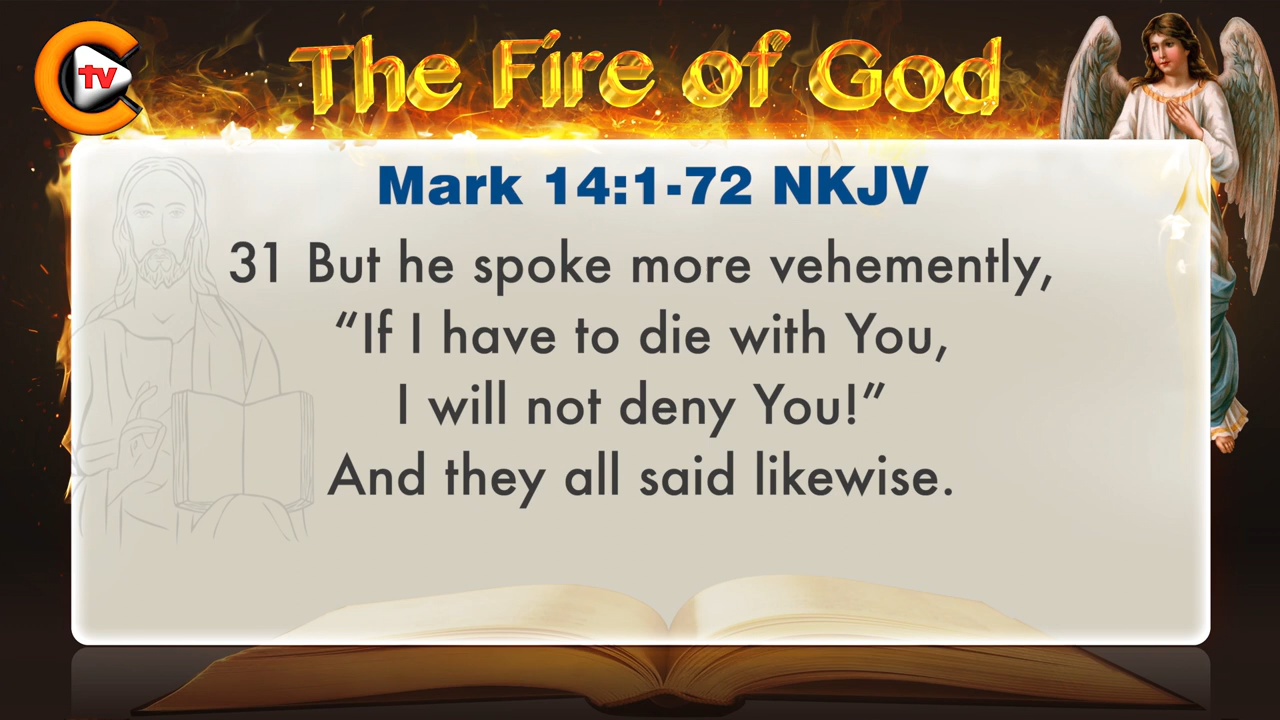 C tv
The Fire of God
Mark 14:1-72 NKJV
31 But he spoke more vehemently,
“If I have to die with You,
I will not deny You!”
And they all said likewise.